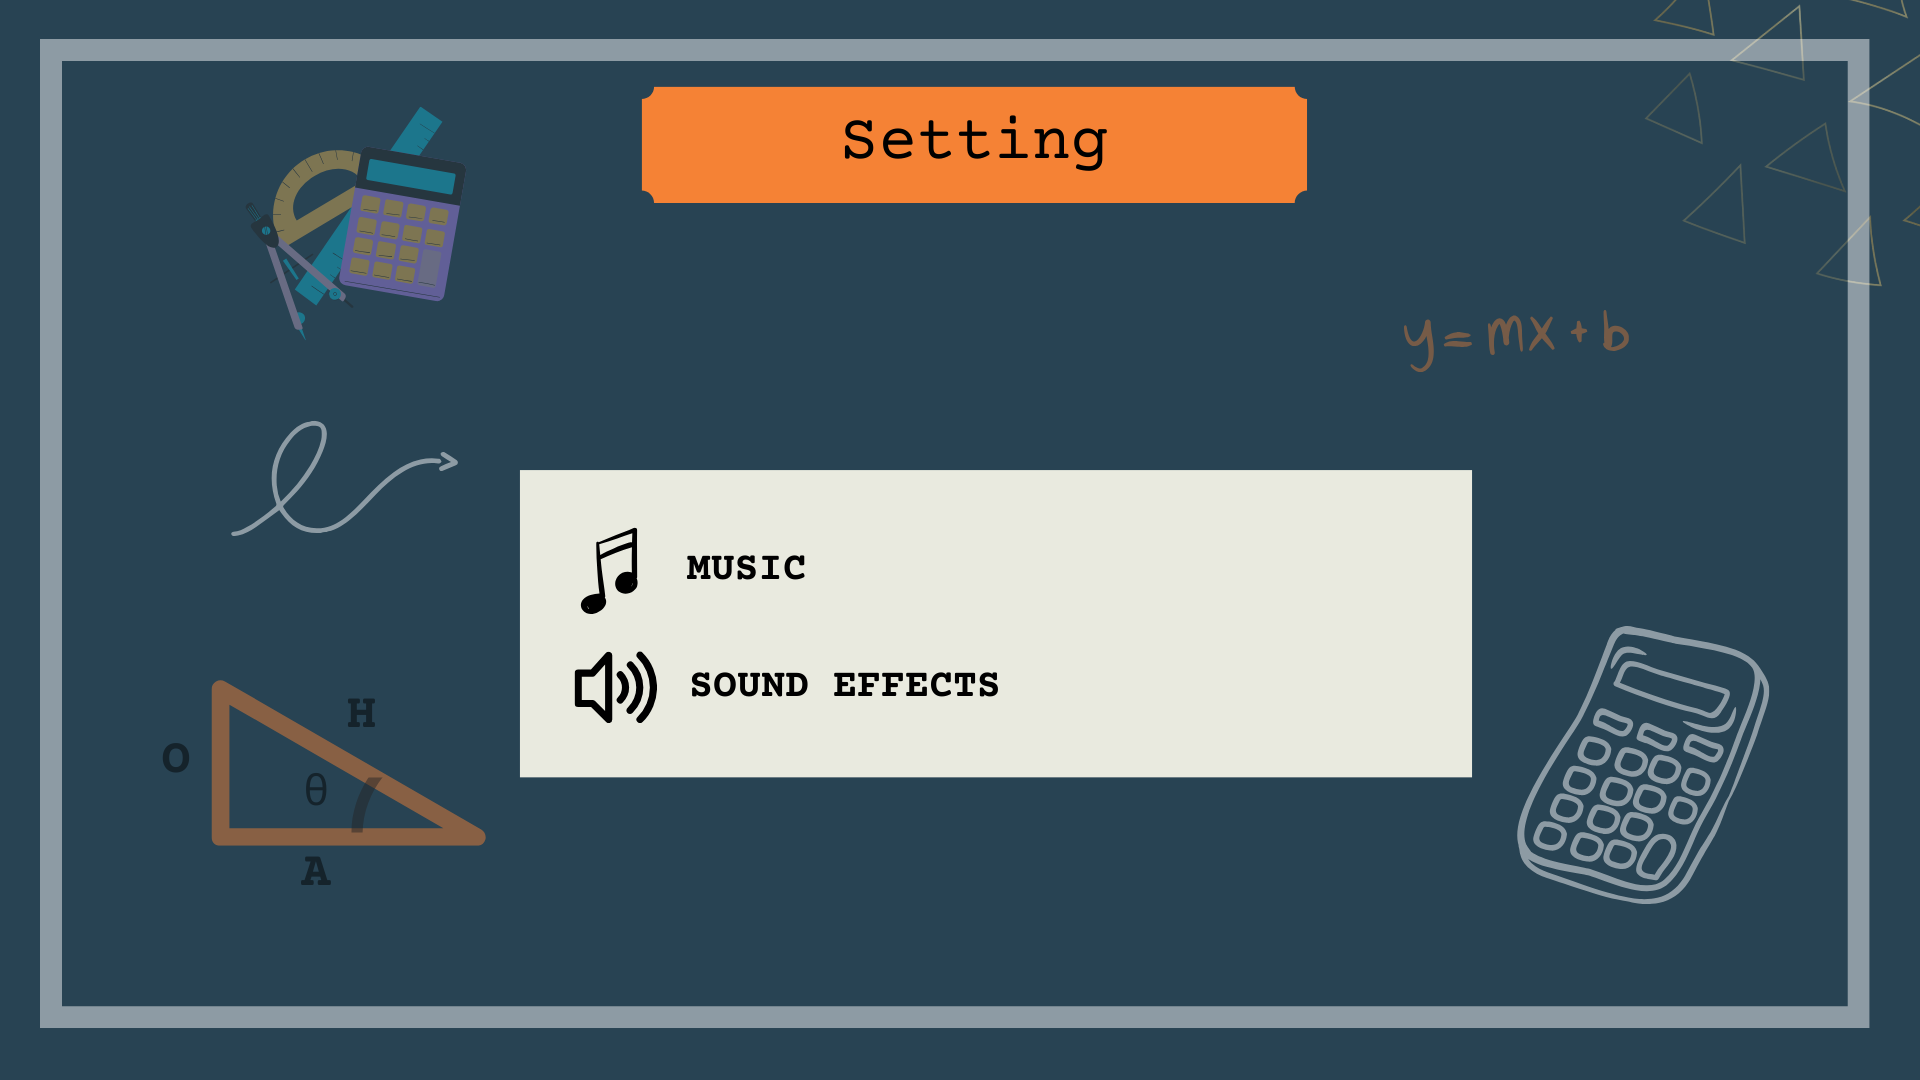 Setting
y = mx + b
MUSIC
SOUND EFFECTS
H
O
θ
A